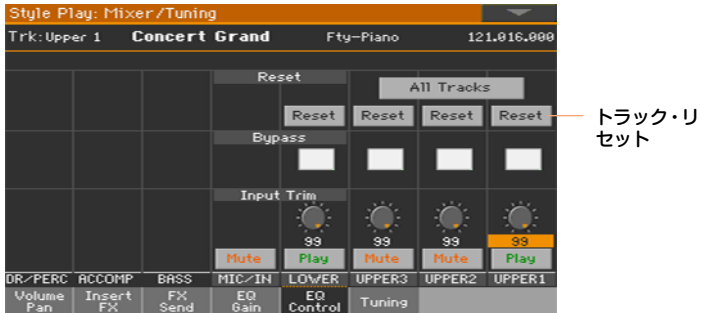 Style Play: Mixer/Tuning
Trk:Upper 1 Concert Grand Fty-Piano 121.016.000
Reset
All Tracks
Reset Reset Reset Reset
トラック・リ
セット
Bypass
Input Trim
99 99 99 99
Mute Play Mute Mute Play
DR/PERC ACCOMP BASS MIC/IN LOWER UPPER3 UPPER2 UPPER1
Volume Pan Insert FX FX Send EQ Gain EQ Control Tuning